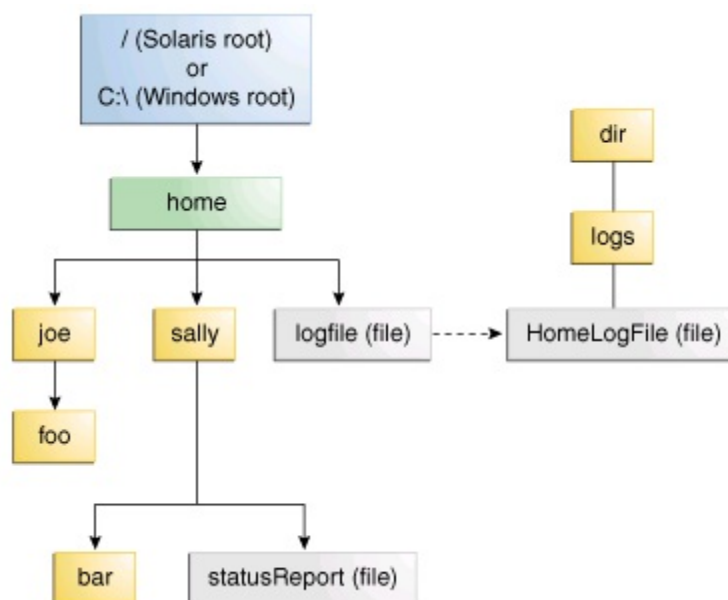 / (Solaris root)
or
C:\ (Windows root)
dir
home
logs
joe
sally
logfile (file)
HomeLogFile (file)
foo
bar
statusReport (file)